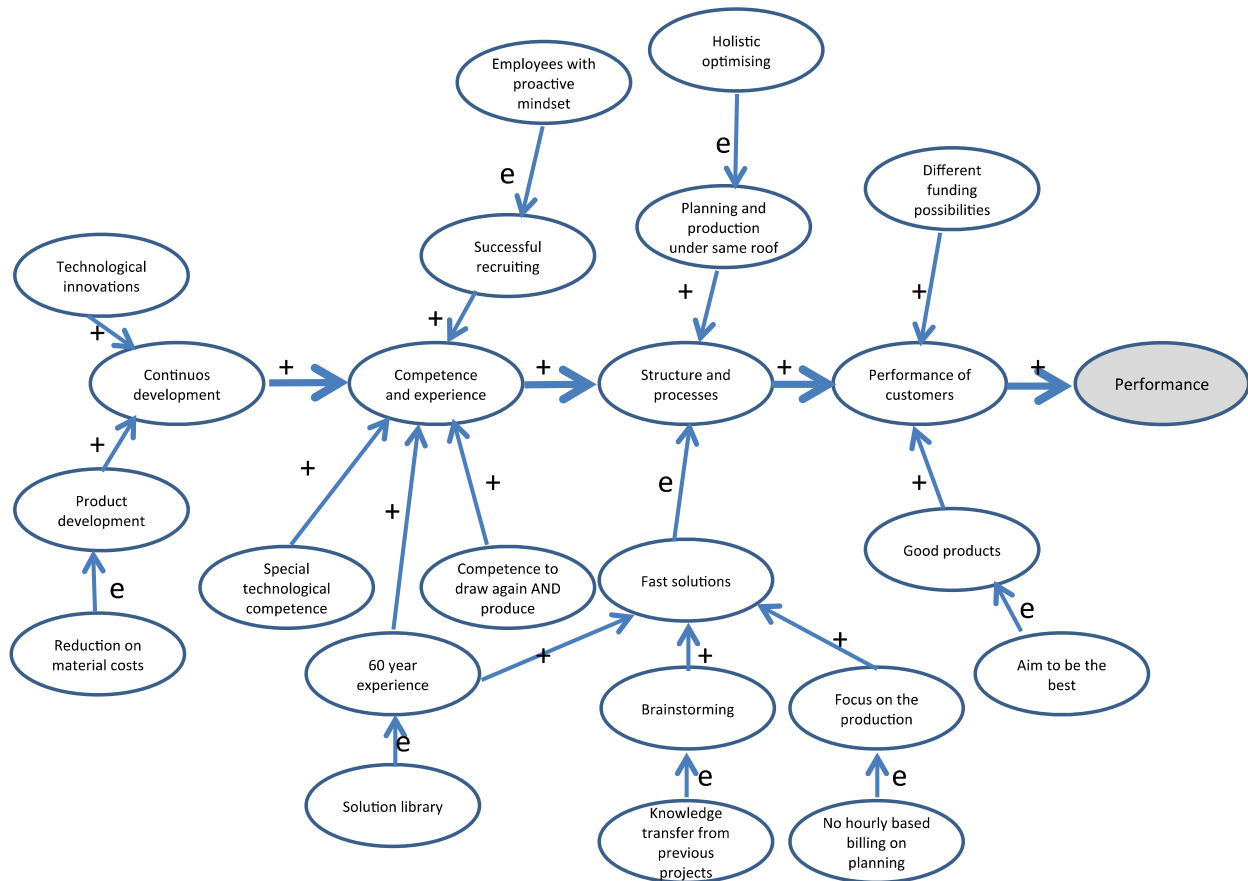 Holistic
optimising
Employees with
proactive
mindset
e
e
Different
funding
possibilities
Planning and
production
under same roof
Successful
recruiting
Technological
innovations
+
+
+
+
Continuos
development
+
Competence
and experience
+
Structure and
processes
+
Performance of
customers
+
Performance
+
+
+
e
+
Product
development
+
Good products
e
Special
technological
competence
Competence to
draw again AND
produce
Fast solutions
e
Reduction on
material costs
60 year
experience
+
+
+
Aim to be the
best
Brainstorming
Focus on the
production
e
e
e
Solution library
Knowledge
transfer from
previous
projects
No hourly based
billing on
planning